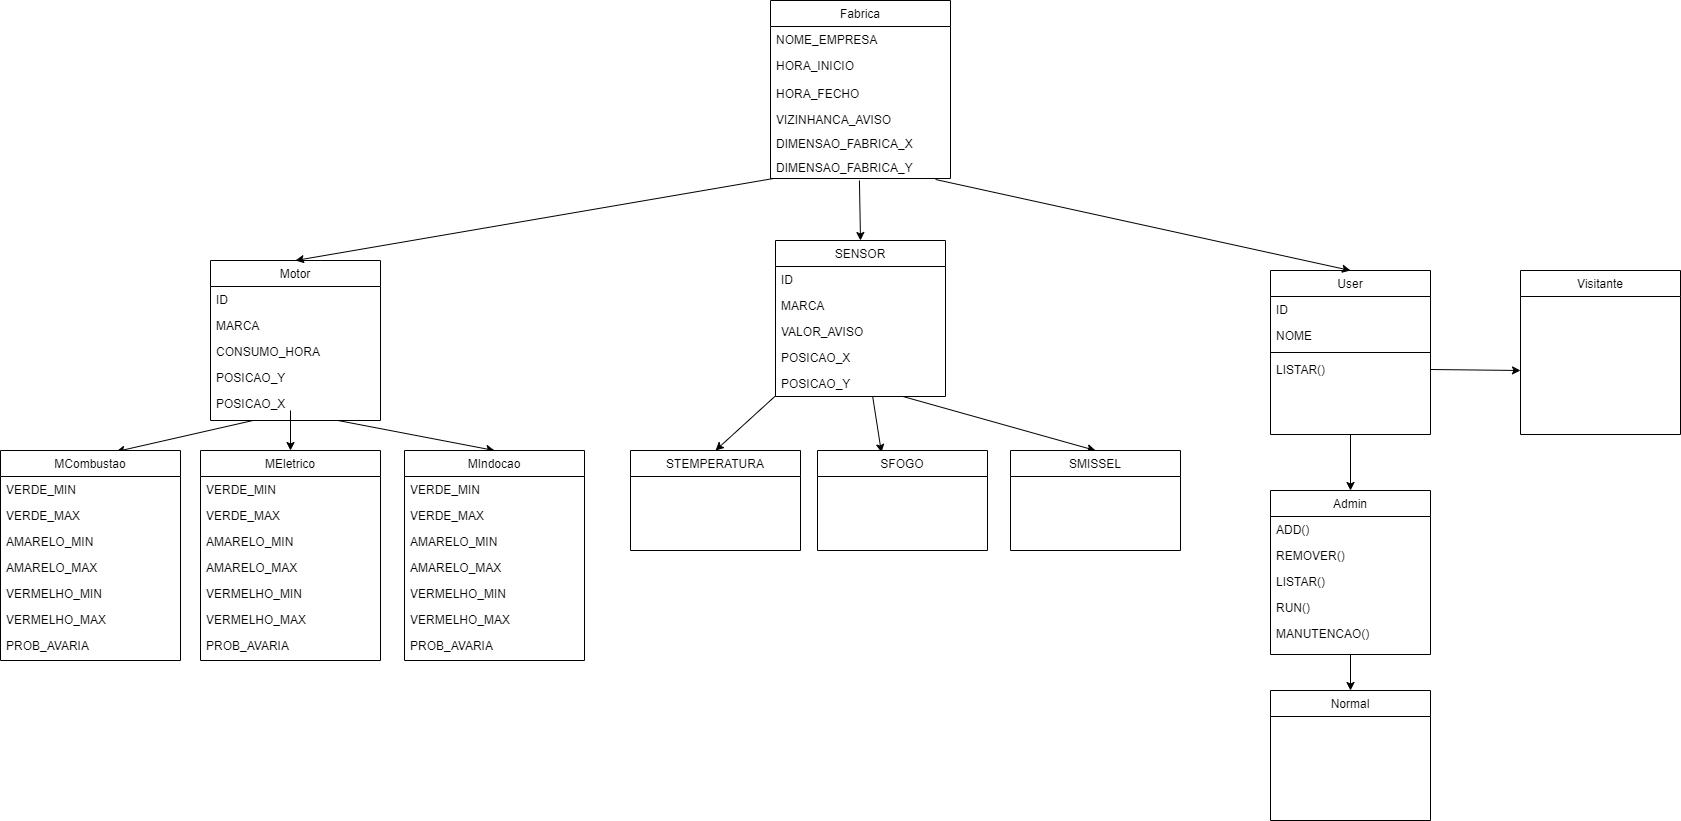 Fabrica
NOME_EMPRESA
HORA_INICIO
HORA_FECHO
VIZINHANCA_AVISO
DIMENSAO_FABRICA_X
DIMENSAO_FABRICA_Y
Motor
ID
MARCA
CONSUMO_HORA
POSICAO_Y
POSICAO_X
SENSOR
ID
MARCA
VALOR_AVISO
POSICAO_X
POSICAO_Y
User
ID
NOME
LISTAR()
Visitante
MCombustao
VERDE_MIN
VERDE_MAX
AMARELO_MIN
AMARELO_MAX
VERMELHO_MIN
VERMELHO_MAX
PROB_AVARIA
MEletrico
VERDE_MIN
VERDE_MAX
AMARELO_MIN
AMARELO_MAX
VERMELHO_MIN
VERMELHO_MAX
PROB_AVARIA
MIndocao
VERDE_MIN
VERDE_MAX
AMARELO_MIN
AMARELO_MAX
VERMELHO_MIN
VERMELHO_MAX
PROB_AVARIA
STEMPERATURA
SFOGO
SMISSEL
Admin
ADD()
REMOVER()
LISTAR()
RUN()
MANUTENCAO()
Normal